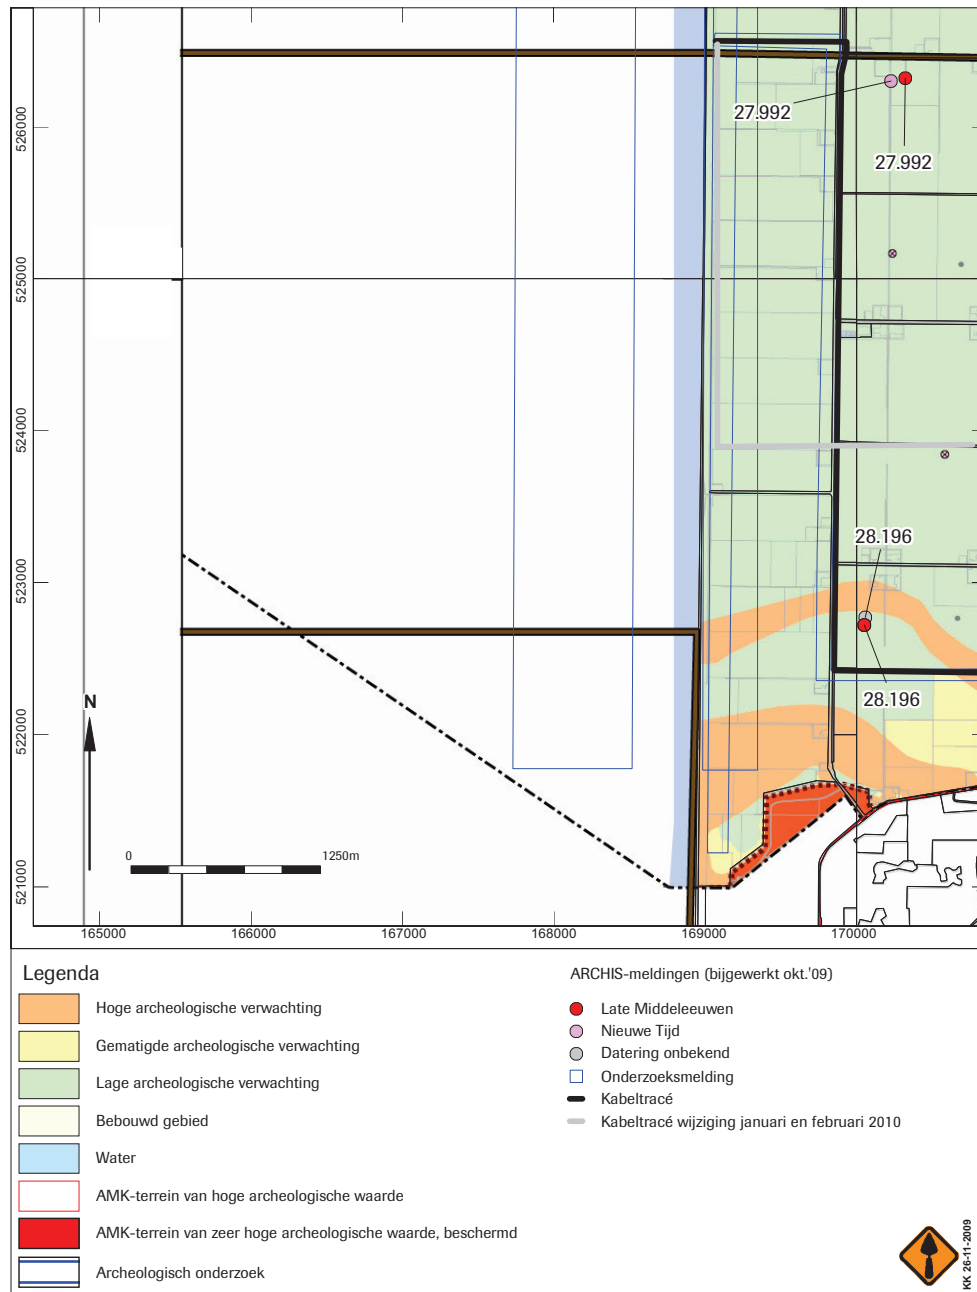 526000
525000
524000
523000
522000
521000
27.992
27.992
28.196
28.196
N
0 1250m
165000 166000 167000 168000 169000 170000
Legenda
Hoge archeologische verwachting
Gematigde archeologische verwachting
Lage archeologische verwachting
Bebouwd gebied
Water
AMK-terrein van hoge archeologische waarde
AMK-terrein van zeer hoge archeologische waarde, beschermd
Archeologisch onderzoek
ARCHIS-meldingen (bijgewerkt okt.'09)
Late Middeleeuwen
Nieuwe Tijd
Datering onbekend
Onderzoeksmelding
Kabeltracé
Kabeltracé wijziging januari en februari 2010
KK 26-11-2009